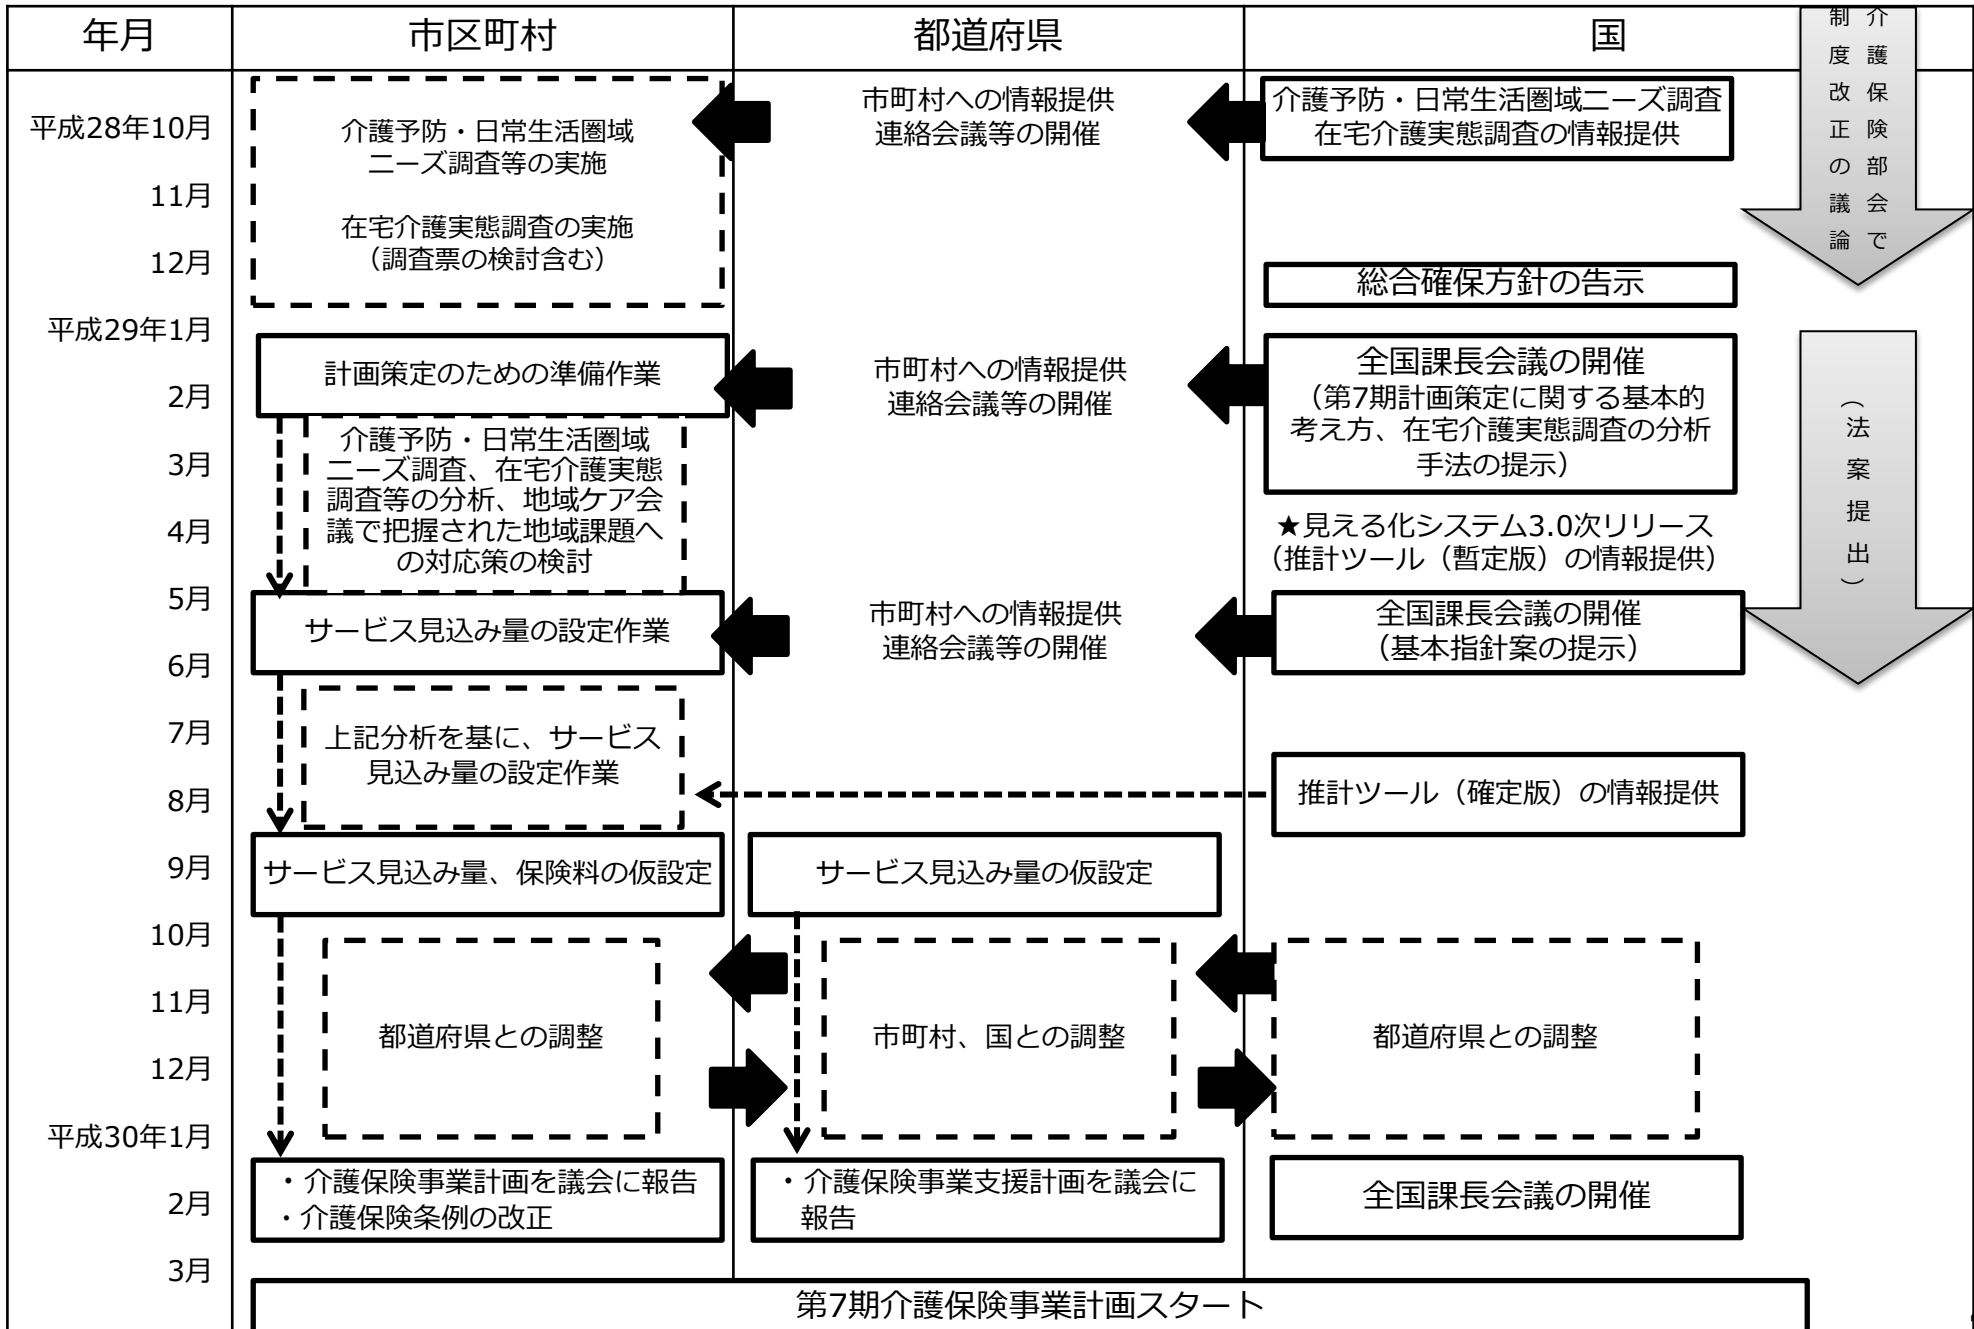 年月
市区町村
都道府県
国
介護保険部会で
制度改正の議論
平成28年10月
11月
12月
平成29年1月
2月
3月
4月
5月
6月
7月
8月
9月
10月
11月
12月
平成30年1月
2月
3月
介護予防・日常生活圏域
ニーズ調査等の実施
在宅介護実態調査の実施
（調査票の検討含む）
市町村への情報提供
連絡会議等の開催
介護予防・日常生活圏域ニーズ調査
在宅介護実態調査の情報提供
総合確保方針の告示
計画策定のための準備作業
市町村への情報提供
連絡会議等の開催
全国課長会議の開催
（第7期計画策定に関する基本的
考え方、在宅介護実態調査の分析
手法の提示）
（法案提出）
介護予防・日常生活圏域
ニーズ調査、在宅介護実態
調査等の分析、地域ケア会
議で把握された地域課題へ
の対応策の検討
★見える化システム3.0次リリース
（推計ツール（暫定版）の情報提供）
サービス見込み量の設定作業
市町村への情報提供
連絡会議等の開催
全国課長会議の開催
（基本指針案の提示）
上記分析を基に、サービス
見込み量の設定作業
推計ツール（確定版）の情報提供
サービス見込み量、保険料の仮設定
サービス見込み量の仮設定
都道府県との調整
市町村、国との調整
都道府県との調整
・介護保険事業計画を議会に報告
・介護保険条例の改正
・介護保険事業支援計画を議会に
報告
全国課長会議の開催
第7期介護保険事業計画スタート